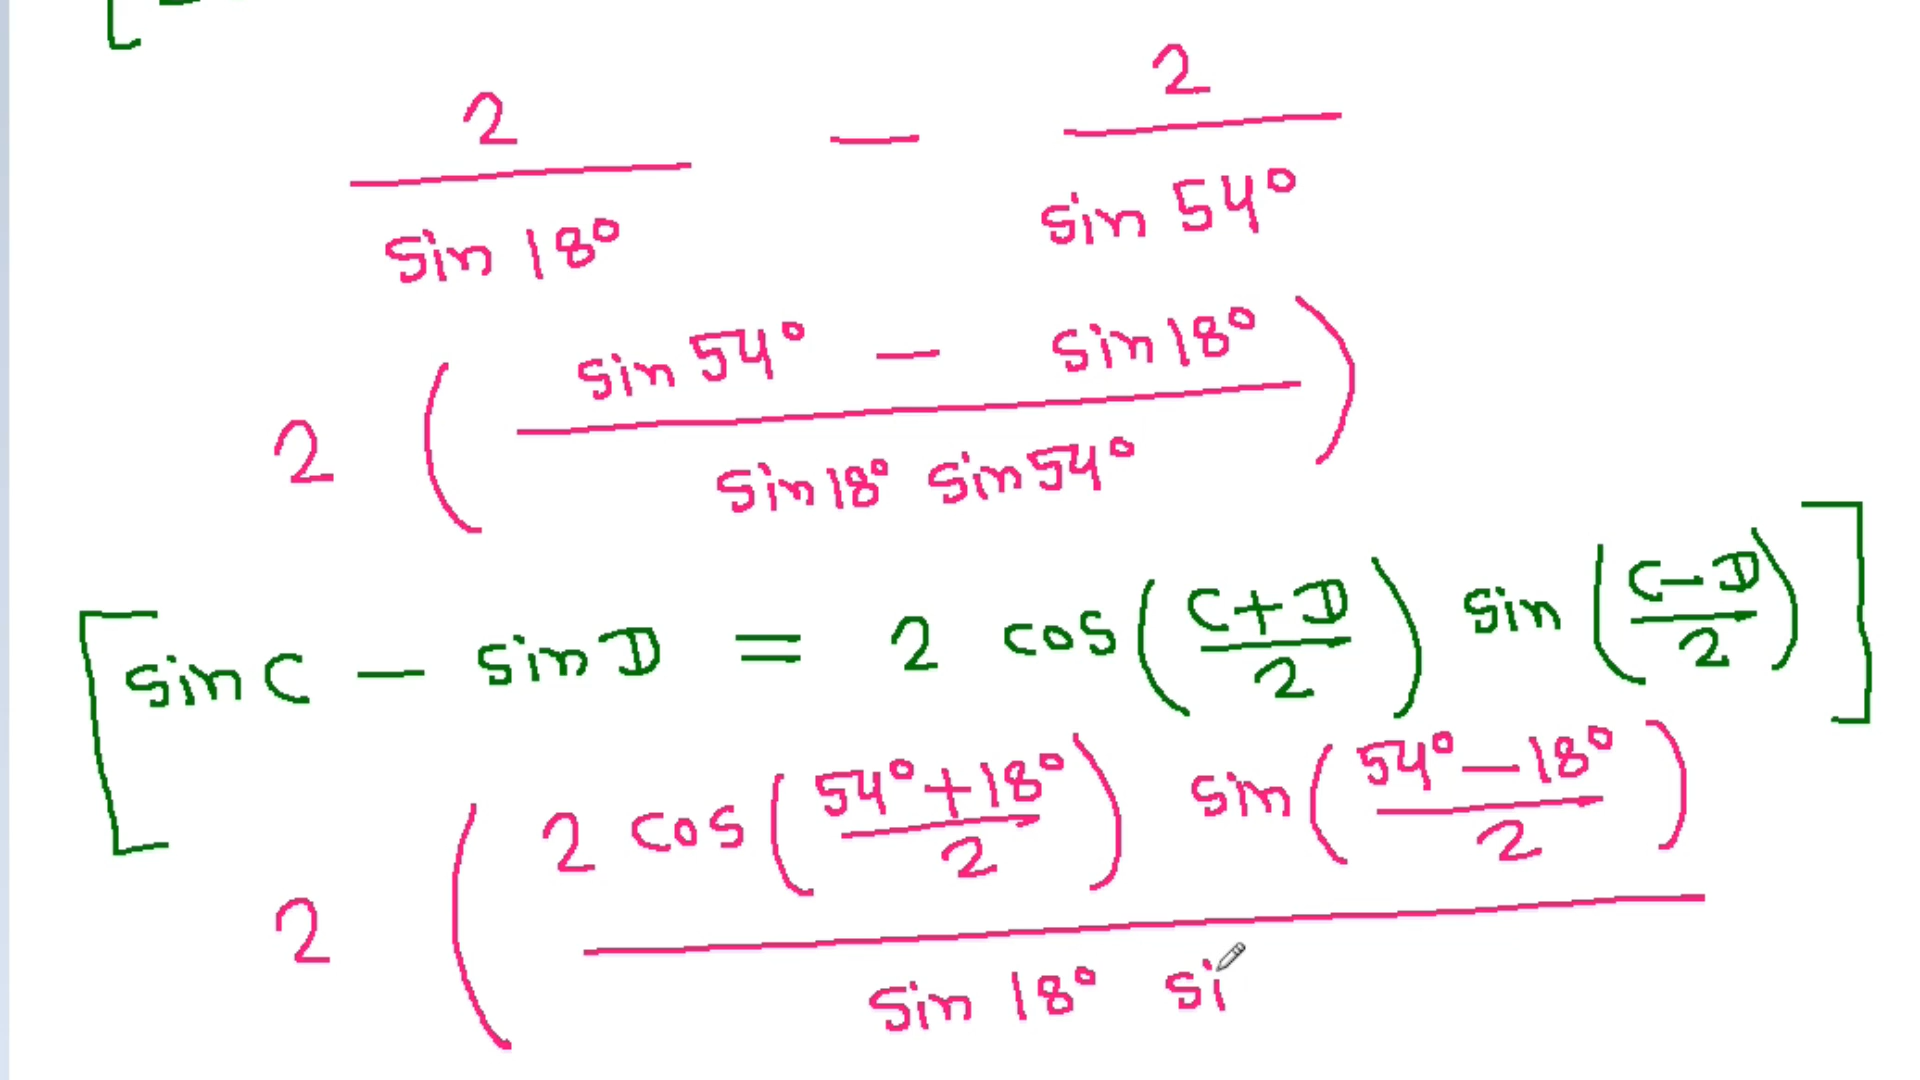 2/sin 18° − 2/sin 54°
2 ( (sin 54° − sin 18°)/(sin 18° sin 54°) )
[ sin C − sin D = 2 cos((C+D)/2) sin((C−D)/2) ]
2 ( 2 cos((54°+18°)/2) sin((54°−18°)/2) / sin 18° si